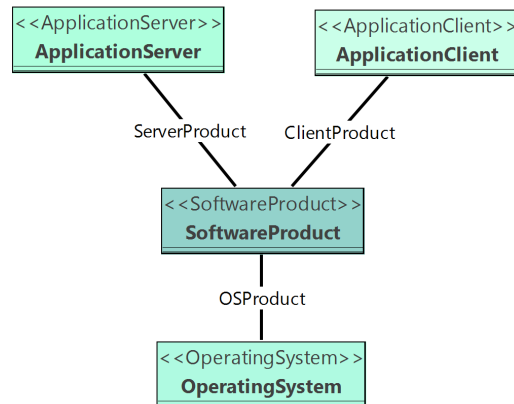 <<ApplicationServer>>
ApplicationServer
<<ApplicationClient>>
ApplicationClient
ServerProduct
ClientProduct
<<SoftwareProduct>>
SoftwareProduct
OSProduct
<<OperatingSystem>>
OperatingSystem